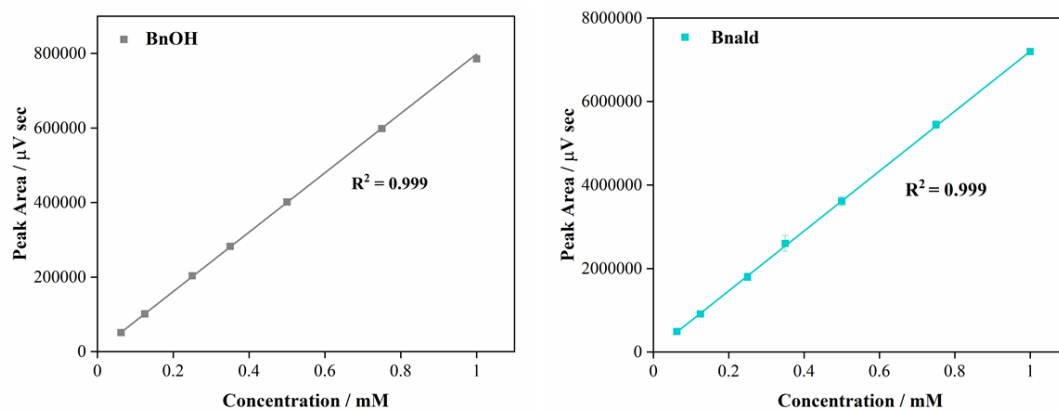 BnOH
Peak Area / μV sec
800000
600000
400000
200000
0
R² = 0.999
0
0.2
0.4
0.6
0.8
1
Concentration / mM
Bnald
Peak Area / μV sec
8000000
6000000
4000000
2000000
0
R² = 0.999
0
0.2
0.4
0.6
0.8
1
Concentration / mM